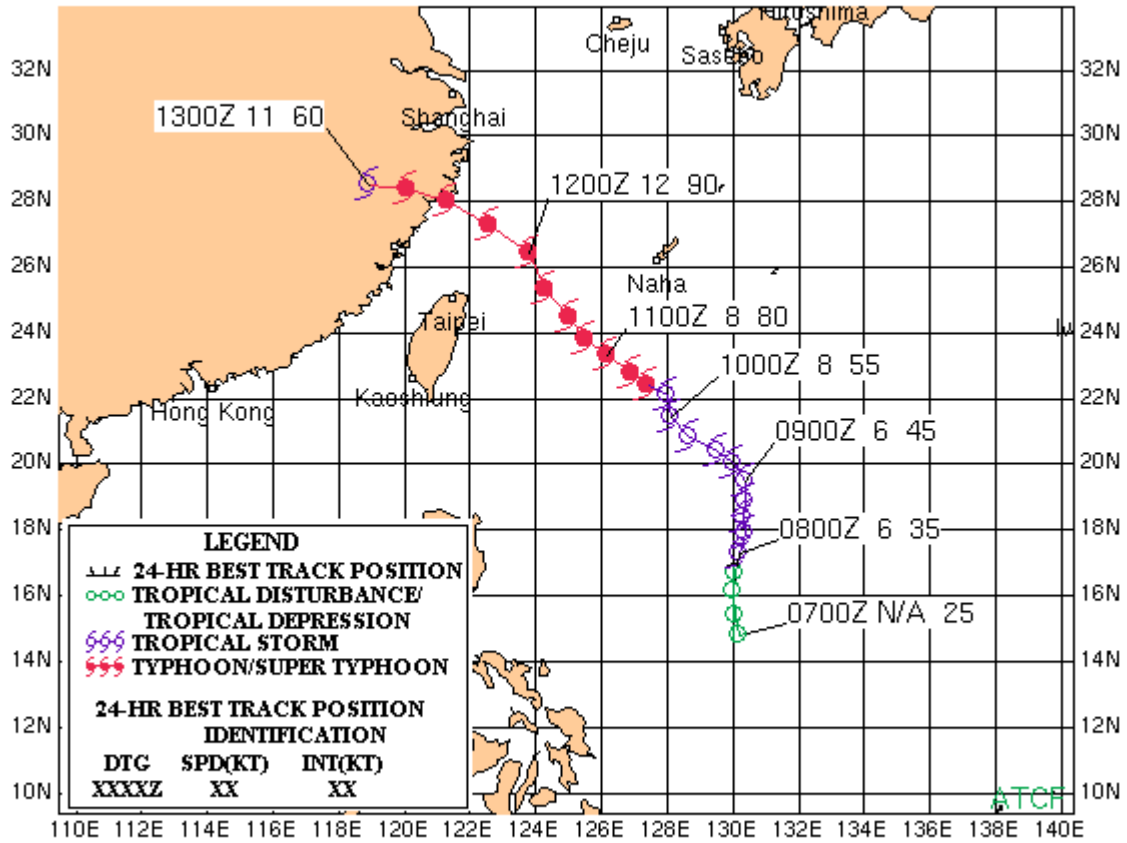 Hiroshima
Cheju
Sasebo
32N
32N
1300Z 11 60
Shanghai
30N
30N
1200Z 12 90
28N
28N
26N
26N
Naha
Taipei
1100Z 8 80
24N
24N
1000Z 8 55
22N
22N
Hong Kong
Kaoshiung
0900Z 6 45
20N
20N
18N
18N
0800Z 6 35
LEGEND
24-HR BEST TRACK POSITION
TROPICAL DISTURBANCE/
TROPICAL DEPRESSION
TROPICAL STORM
TYPHOON/SUPER TYPHOON
16N
16N
0700Z N/A 25
14N
14N
24-HR BEST TRACK POSITION
IDENTIFICATION
DTG SPD(KT) INT(KT)
XXXXZ XX XX
12N
12N
10N
10N
ATCF
110E 112E 114E 116E 118E 120E 122E 124E 126E 128E 130E 132E 134E 136E 138E 140E